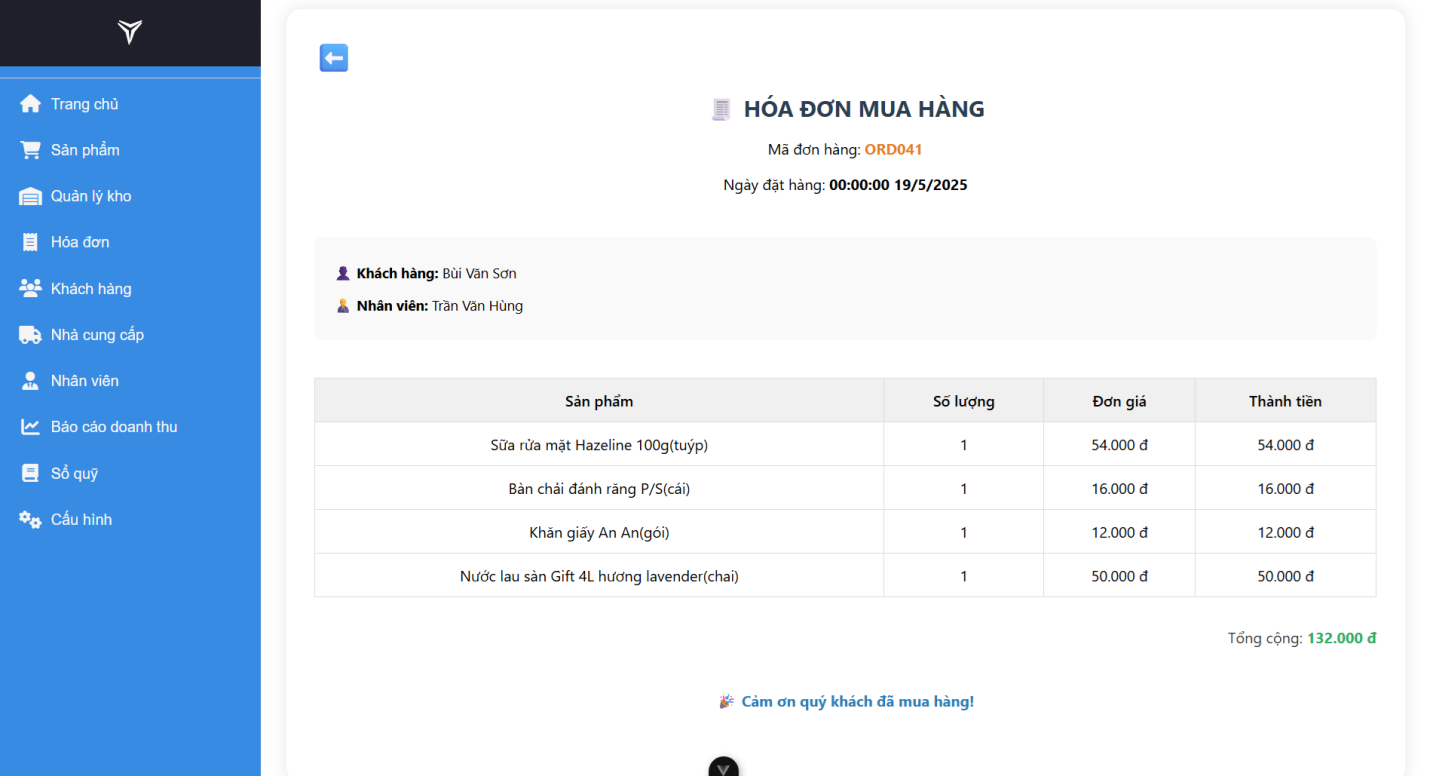 Trang chủ
Sản phẩm
Quản lý kho
Hóa đơn
Khách hàng
Nhà cung cấp
Nhân viên
Báo cáo doanh thu
Sổ quỹ
Cấu hình
HÓA ĐƠN MUA HÀNG
Mã đơn hàng: ORD041
Ngày đặt hàng: 00:00:00 19/5/2025
Khách hàng: Bùi Văn Sơn
Nhân viên: Trần Văn Hùng
Sản phẩm Số lượng Đơn giá Thành tiền
Sữa rửa mặt Hazeline 100g(tuýp) 1 54.000 đ 54.000 đ
Bàn chải đánh răng P/S(cái) 1 16.000 đ 16.000 đ
Khăn giấy An An(gói) 1 12.000 đ 12.000 đ
Nước lau sàn Gift 4L hương lavender(chai) 1 50.000 đ 50.000 đ
Tổng cộng: 132.000 đ
Cảm ơn quý khách đã mua hàng!